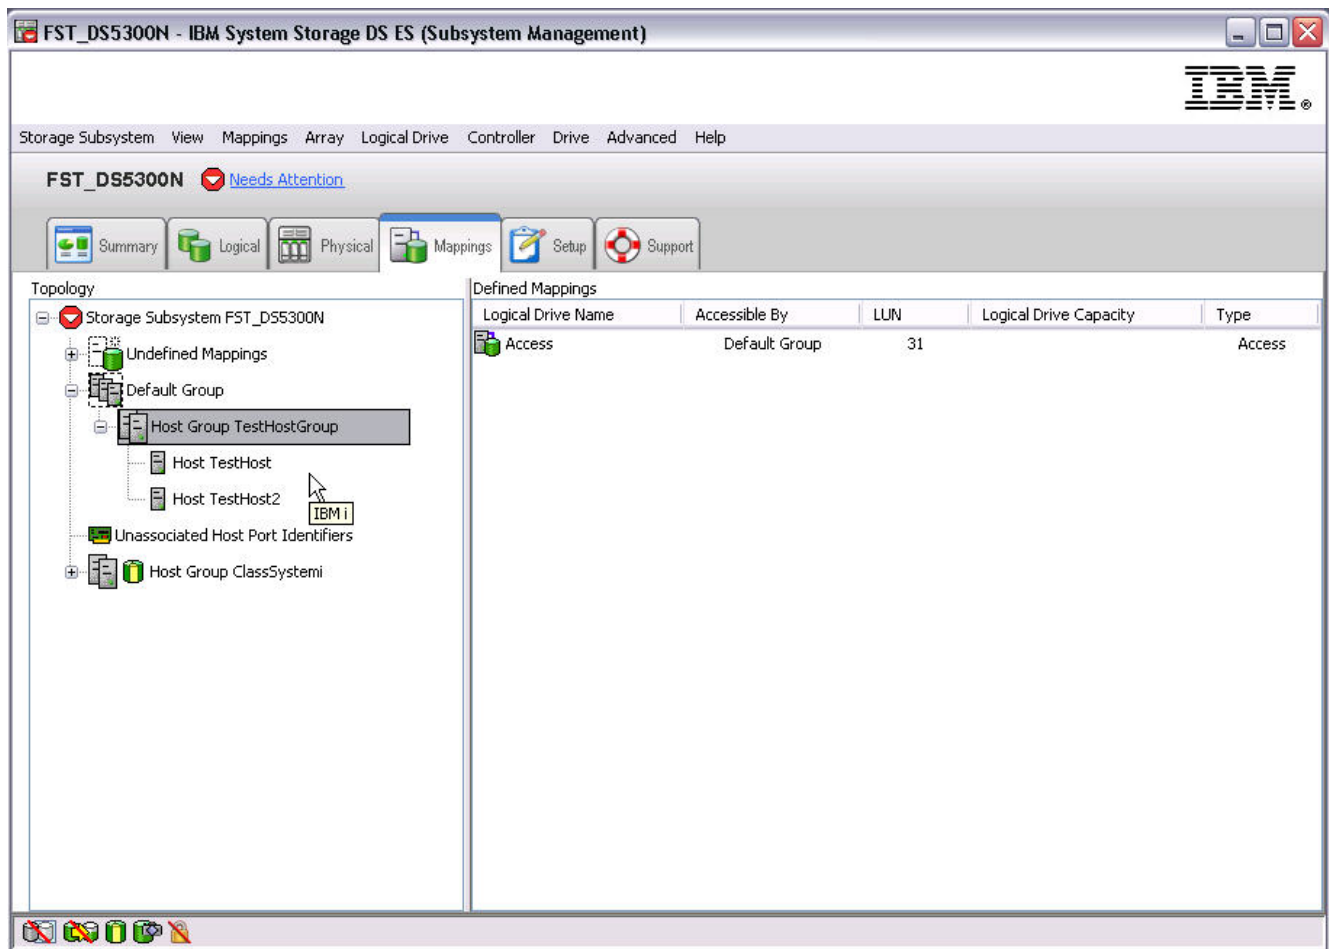 FST_DS5300N - IBM System Storage DS ES (Subsystem Management)
IBM®
Storage Subsystem View Mappings Array Logical Drive Controller Drive Advanced Help
FST_DS5300N Needs Attention
Summary Logical Physical Mappings Setup Support
Topology
Storage Subsystem FST_DS5300N
Undefined Mappings
Default Group
Host Group TestHostGroup
Host TestHost
Host TestHost2
IBM i
Unassociated Host Port Identifiers
Host Group ClassSystemi
Defined Mappings
Logical Drive Name Accessible By LUN Logical Drive Capacity Type
Access Default Group 31 Access